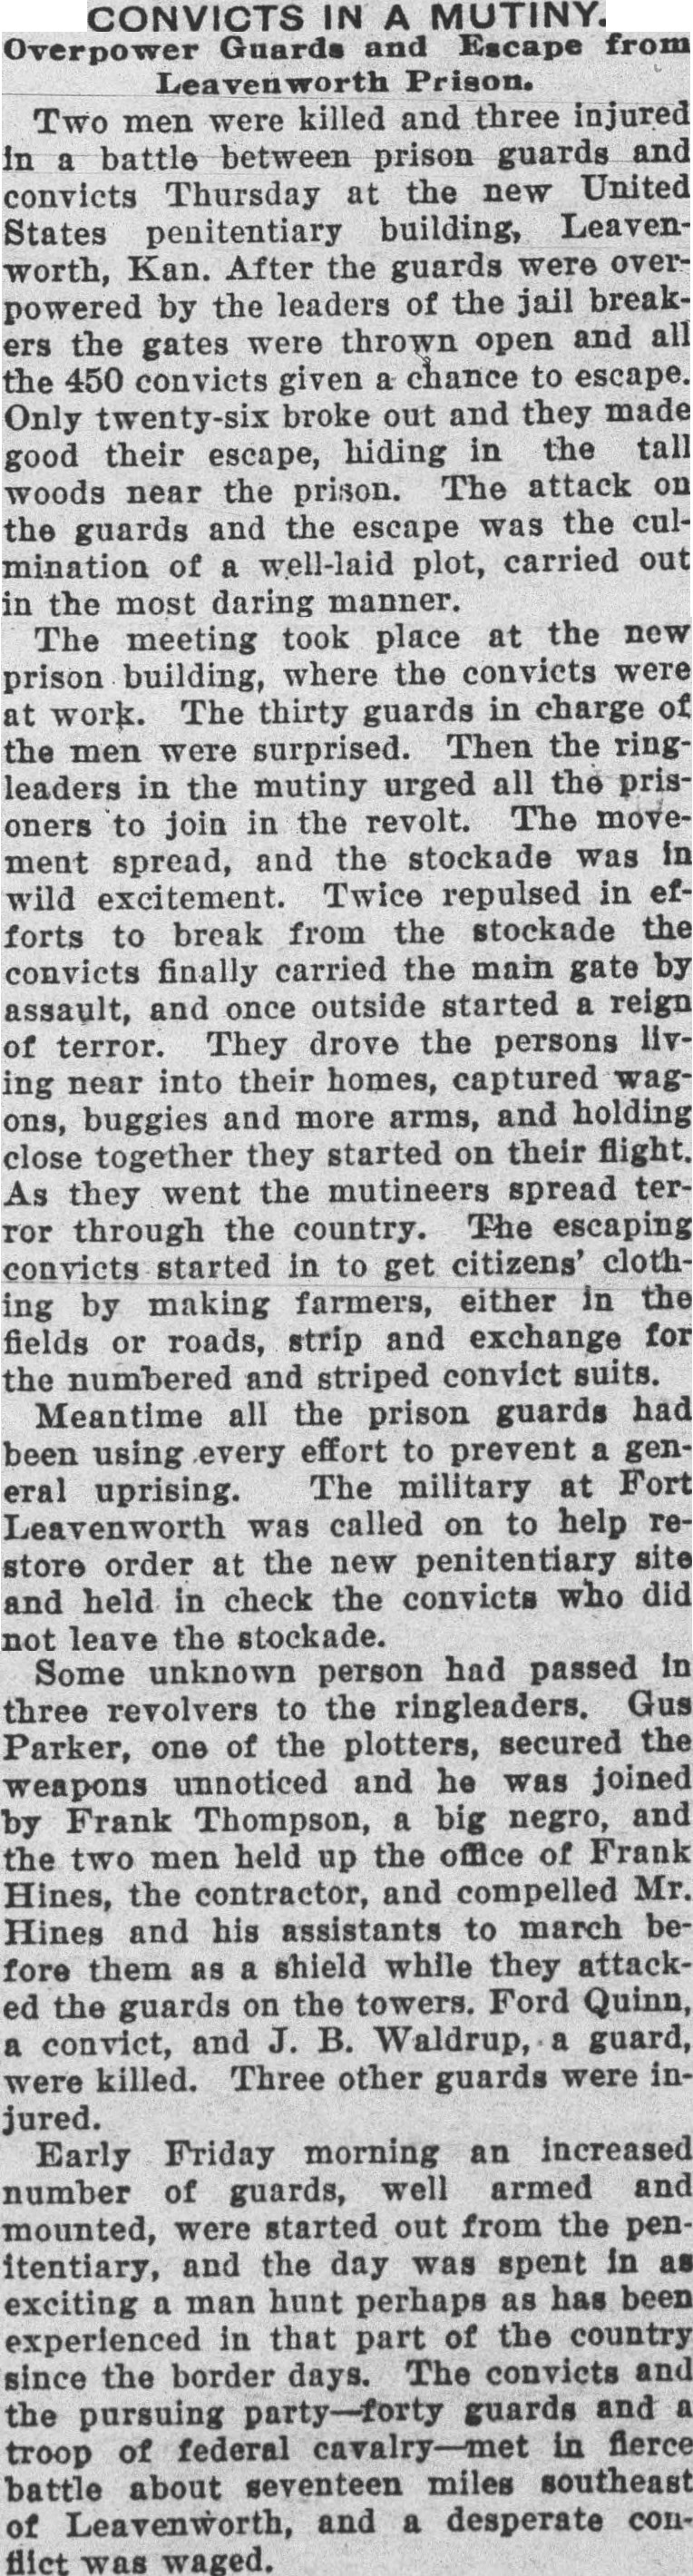 CONVICTS IN A MUTINY.
Overpower Guards and Escape from
Leavenworth Prison.
Two men were killed and three injured
in a battle between prison guards and
convicts Thursday at the new United
States penitentiary building, Leaven-
worth, Kan. After the guards were over-
powered by the leaders of the jail break-
ers the gates were thrown open and all
the 450 convicts given a chance to escape.
Only twenty-six broke out and they made
good their escape, hiding in the tall
woods near the prison. The attack on
the guards and the escape was the cul-
mination of a well-laid plot, carried out
in the most daring manner.
The meeting took place at the new
prison building, where the convicts were
at work. The thirty guards in charge of
the men were surprised. Then the ring-
leaders in the mutiny urged all the pris-
oners to join in the revolt. The move-
ment spread, and the stockade was in
wild excitement. Twice repulsed in ef-
forts to break from the stockade the
convicts finally carried the main gate by
assault, and once outside started a reign
of terror. They drove the persons liv-
ing near into their homes, captured wag-
ons, buggies and more arms, and holding
close together they started on their flight.
As they went the mutineers spread ter-
ror through the country. The escaping
convicts started in to get citizens' cloth-
ing by making farmers, either in the
fields or roads, strip and exchange for
the numbered and striped convict suits.
Meantime all the prison guards had
been using every effort to prevent a gen-
eral uprising. The military at Fort
Leavenworth was called on to help re-
store order at the new penitentiary site
and held in check the convicts who did
not leave the stockade.
Some unknown person had passed in
three revolvers to the ringleaders. Gus
Parker, one of the plotters, secured the
weapons unnoticed and he was joined
by Frank Thompson, a big negro, and
the two men held up the office of Frank
Hines, the contractor, and compelled Mr.
Hines and his assistants to march be-
fore them as a shield while they attack-
ed the guards on the towers. Ford Quinn,
a convict, and J. B. Waldrup, a guard,
were killed. Three other guards were in-
jured.
Early Friday morning an increased
number of guards, well armed and
mounted, were started out from the pen-
itentiary, and the day was spent in as
exciting a man hunt perhaps as has been
experienced in that part of the country
since the border days. The convicts and
the pursuing party—forty guards and a
troop of federal cavalry—met in fierce
battle about seventeen miles southeast
of Leavenworth, and a desperate con-
flict was waged.